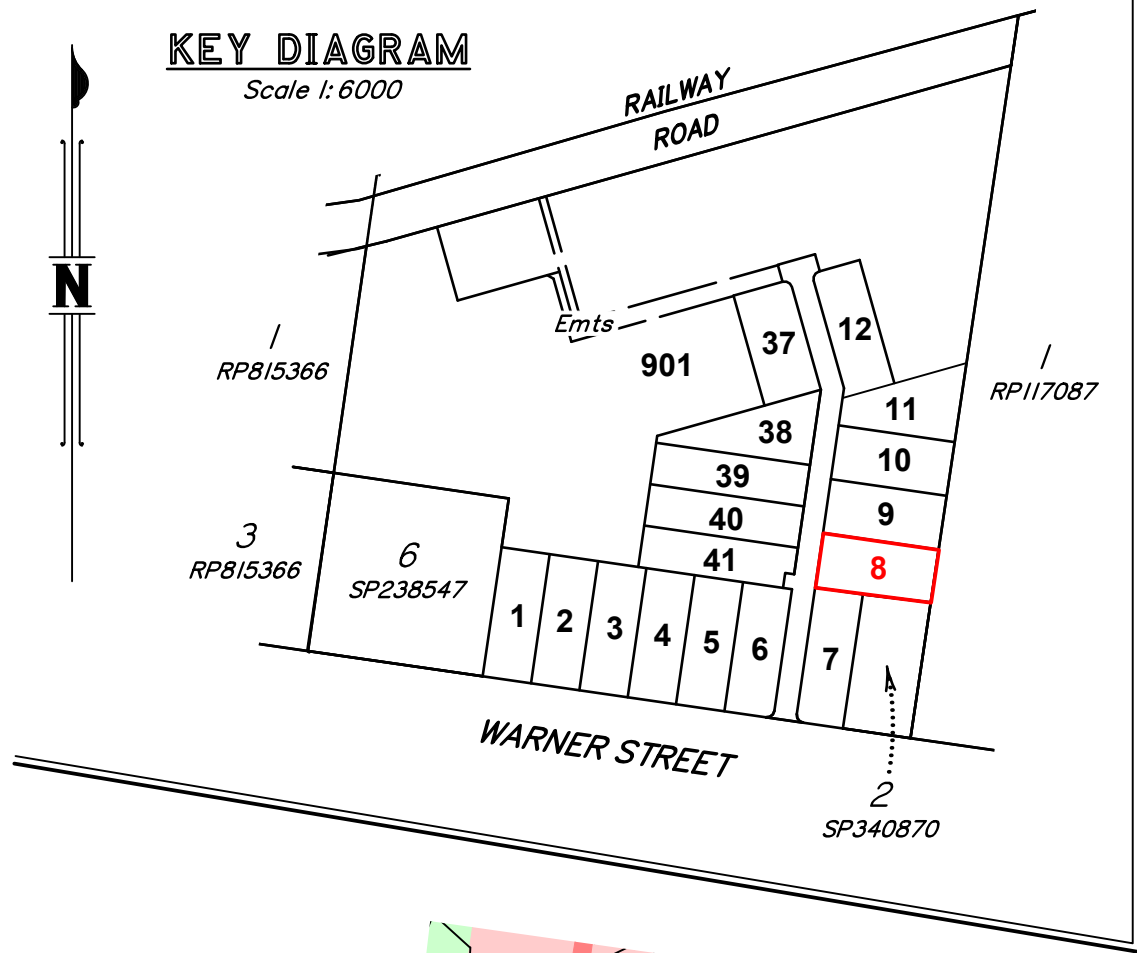 KEY DIAGRAM
Scale 1:6000
RAILWAY
ROAD
N
Emts
1
RP815366
901
37
12
1
RP117087
11
38
10
39
9
40
3
RP815366
6
SP238547
41
8
1
2
3
4
5
6
7
WARNER STREET
2
SP340870